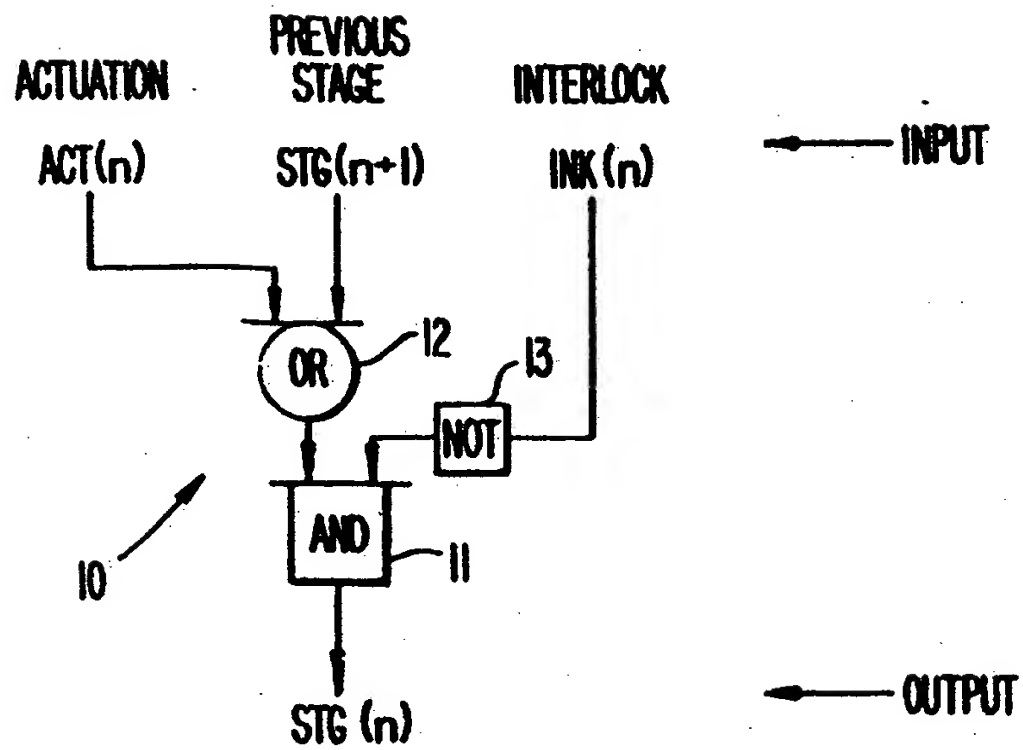 PREVIOUS
ACTUATION STAGE INTERLOCK
ACT(n) STG(n+1) INK(n) INPUT
12
OR
13
NOT
AND
11
10
STG(n) OUTPUT